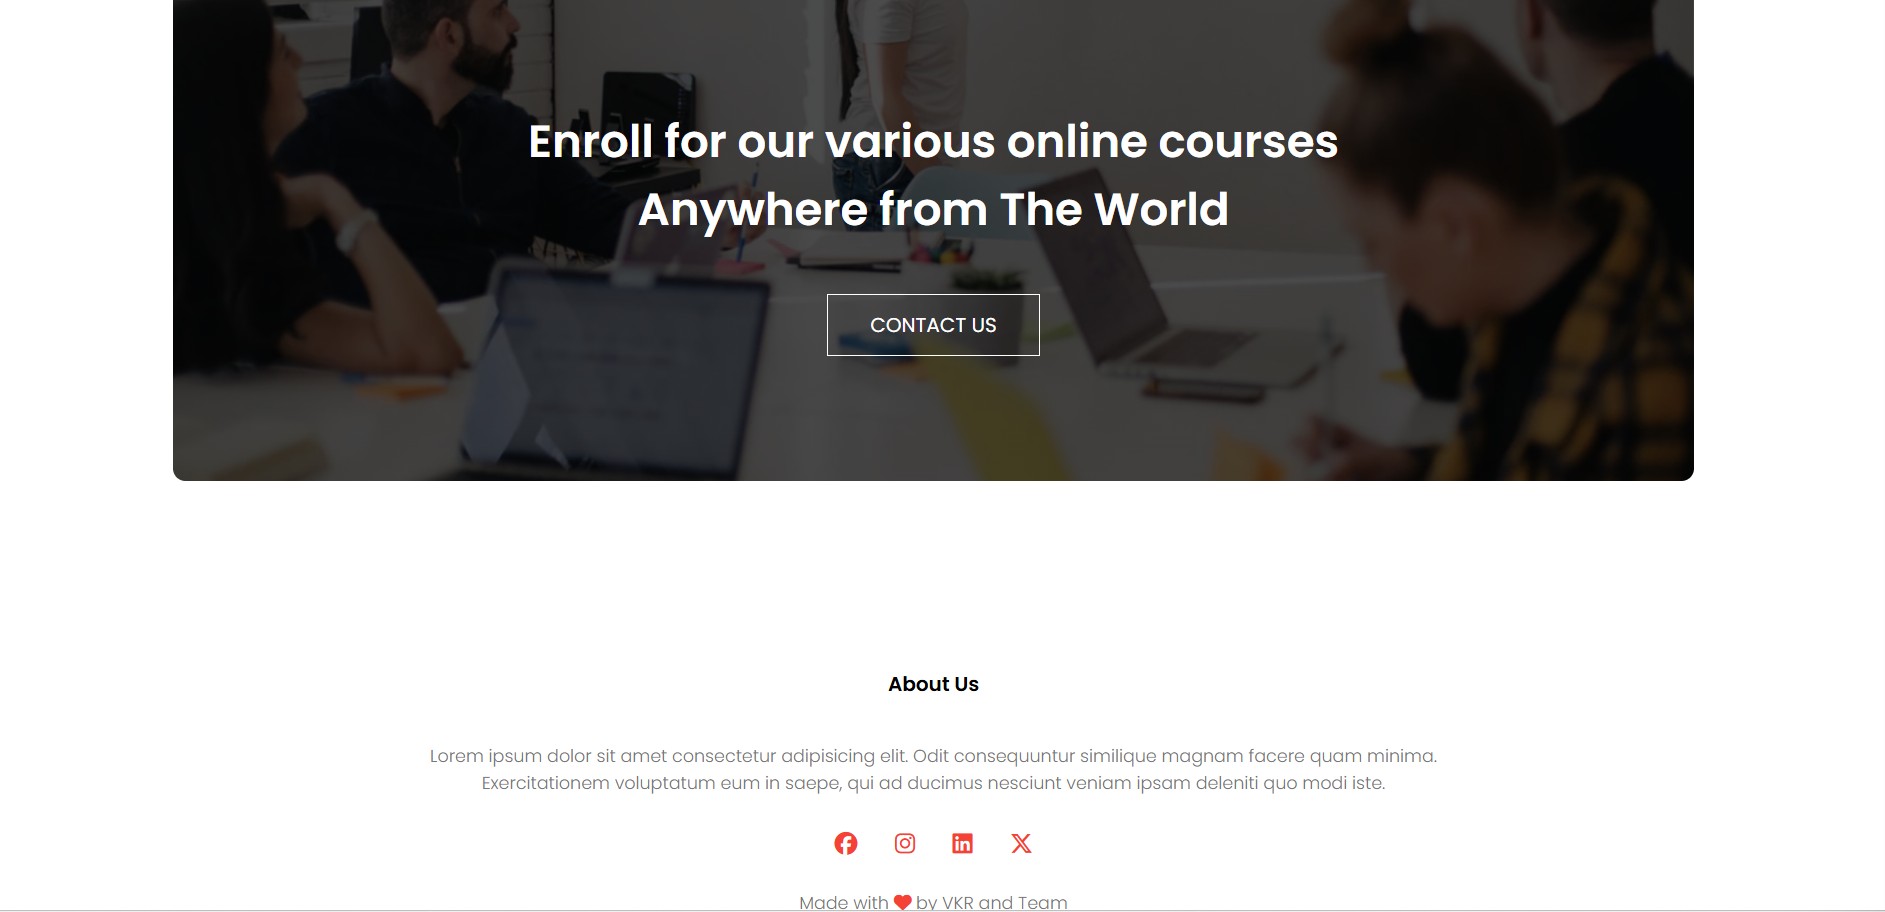 Enroll for our various online courses
Anywhere from The World
CONTACT US
About Us
Lorem ipsum dolor sit amet consectetur adipisicing elit. Odit consequuntur similique magnam facere quam minima.
Exercitationem voluptatum eum in saepe, qui ad ducimus nesciunt veniam ipsam deleniti quo modi iste.
Made with ❤ by VKR and Team